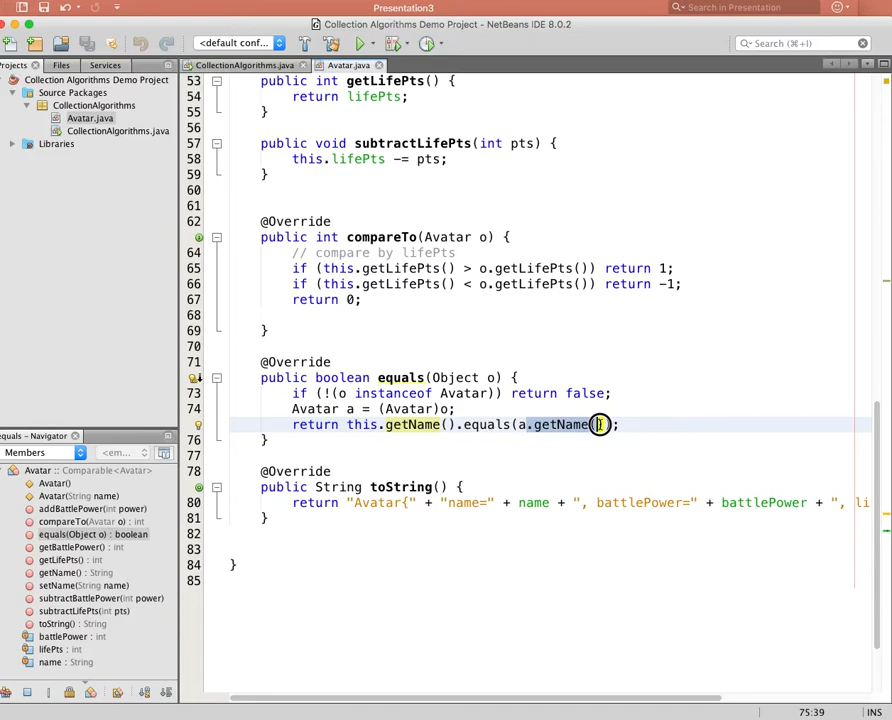 Presentation3
Search in Presentation
Collection Algorithms Demo Project - NetBeans IDE 8.0.2
<default conf...
Search (⌘+I)
Projects
Files
Services
CollectionAlgorithms.java
Avatar.java
Collection Algorithms Demo Project
Source Packages
CollectionAlgorithms
Avatar.java
CollectionAlgorithms.java
Libraries
53 public int getLifePts() {
54 return lifePts;
55 }
56
57 public void subtractLifePts(int pts) {
58 this.lifePts -= pts;
59 }
60
61
62 @Override
public int compareTo(Avatar o) {
64 // compare by lifePts
65 if (this.getLifePts() > o.getLifePts()) return 1;
66 if (this.getLifePts() < o.getLifePts()) return -1;
67 return 0;
68
69 }
70
71 @Override
public boolean equals(Object o) {
73 if (!(o instanceof Avatar)) return false;
74 Avatar a = (Avatar)o;
return this.getName().equals(a.getName());
76 }
77
78 @Override
public String toString() {
80 return "Avatar{" + "name=" + name + ", battlePower=" + battlePower + ", li
81 }
82
83
84 }
85
equals - Navigator
Members
<em...
Avatar :: Comparable<Avatar>
Avatar()
Avatar(String name)
addBattlePower(int power)
compareTo(Avatar o) : int
equals(Object o) : boolean
getBattlePower() : int
getLifePts() : int
getName() : String
setName(String name)
subtractBattlePower(int power)
subtractLifePts(int pts)
toString() : String
battlePower : int
lifePts : int
name : String
75:39
INS